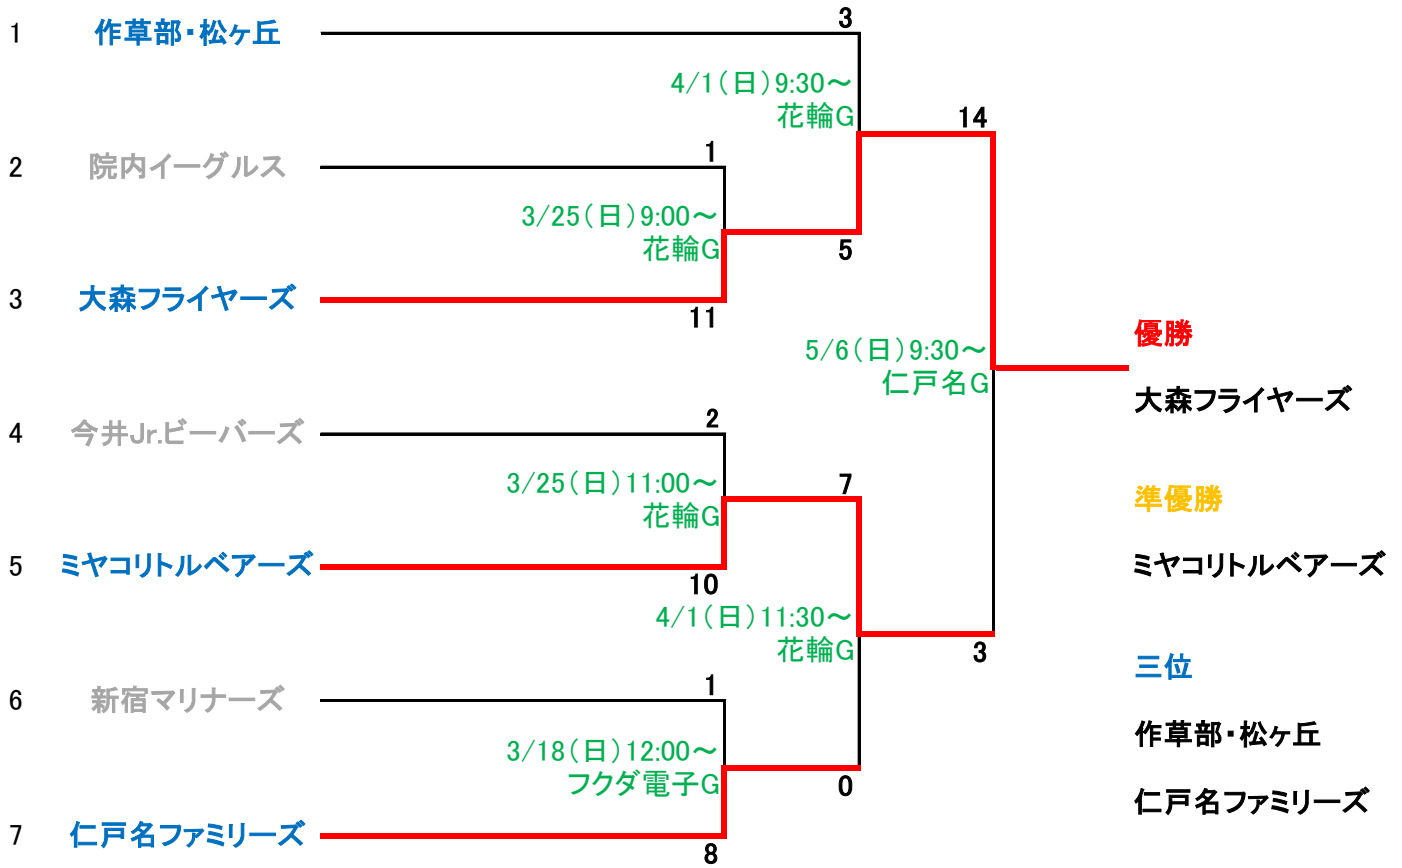 3
1 作草部・松ヶ丘
4/1(日)9:30～
花輪G
14
1
2 院内イーグルス
3/25(日)9:00～
花輪G
5
3 大森フライヤーズ
11
優勝
5/6(日)9:30～
仁戸名G
大森フライヤーズ
2
4 今井Jr.ビーバーズ
3/25(日)11:00～
7
準優勝
花輪G
5 ミヤコリトルベアーズ
ミヤコリトルベアーズ
10
4/1(日)11:30～
花輪G
3
三位
1
6 新宿マリナーズ
作草部・松ヶ丘
3/18(日)12:00～
フクダ電子G
0
仁戸名ファミリーズ
7 仁戸名ファミリーズ
8